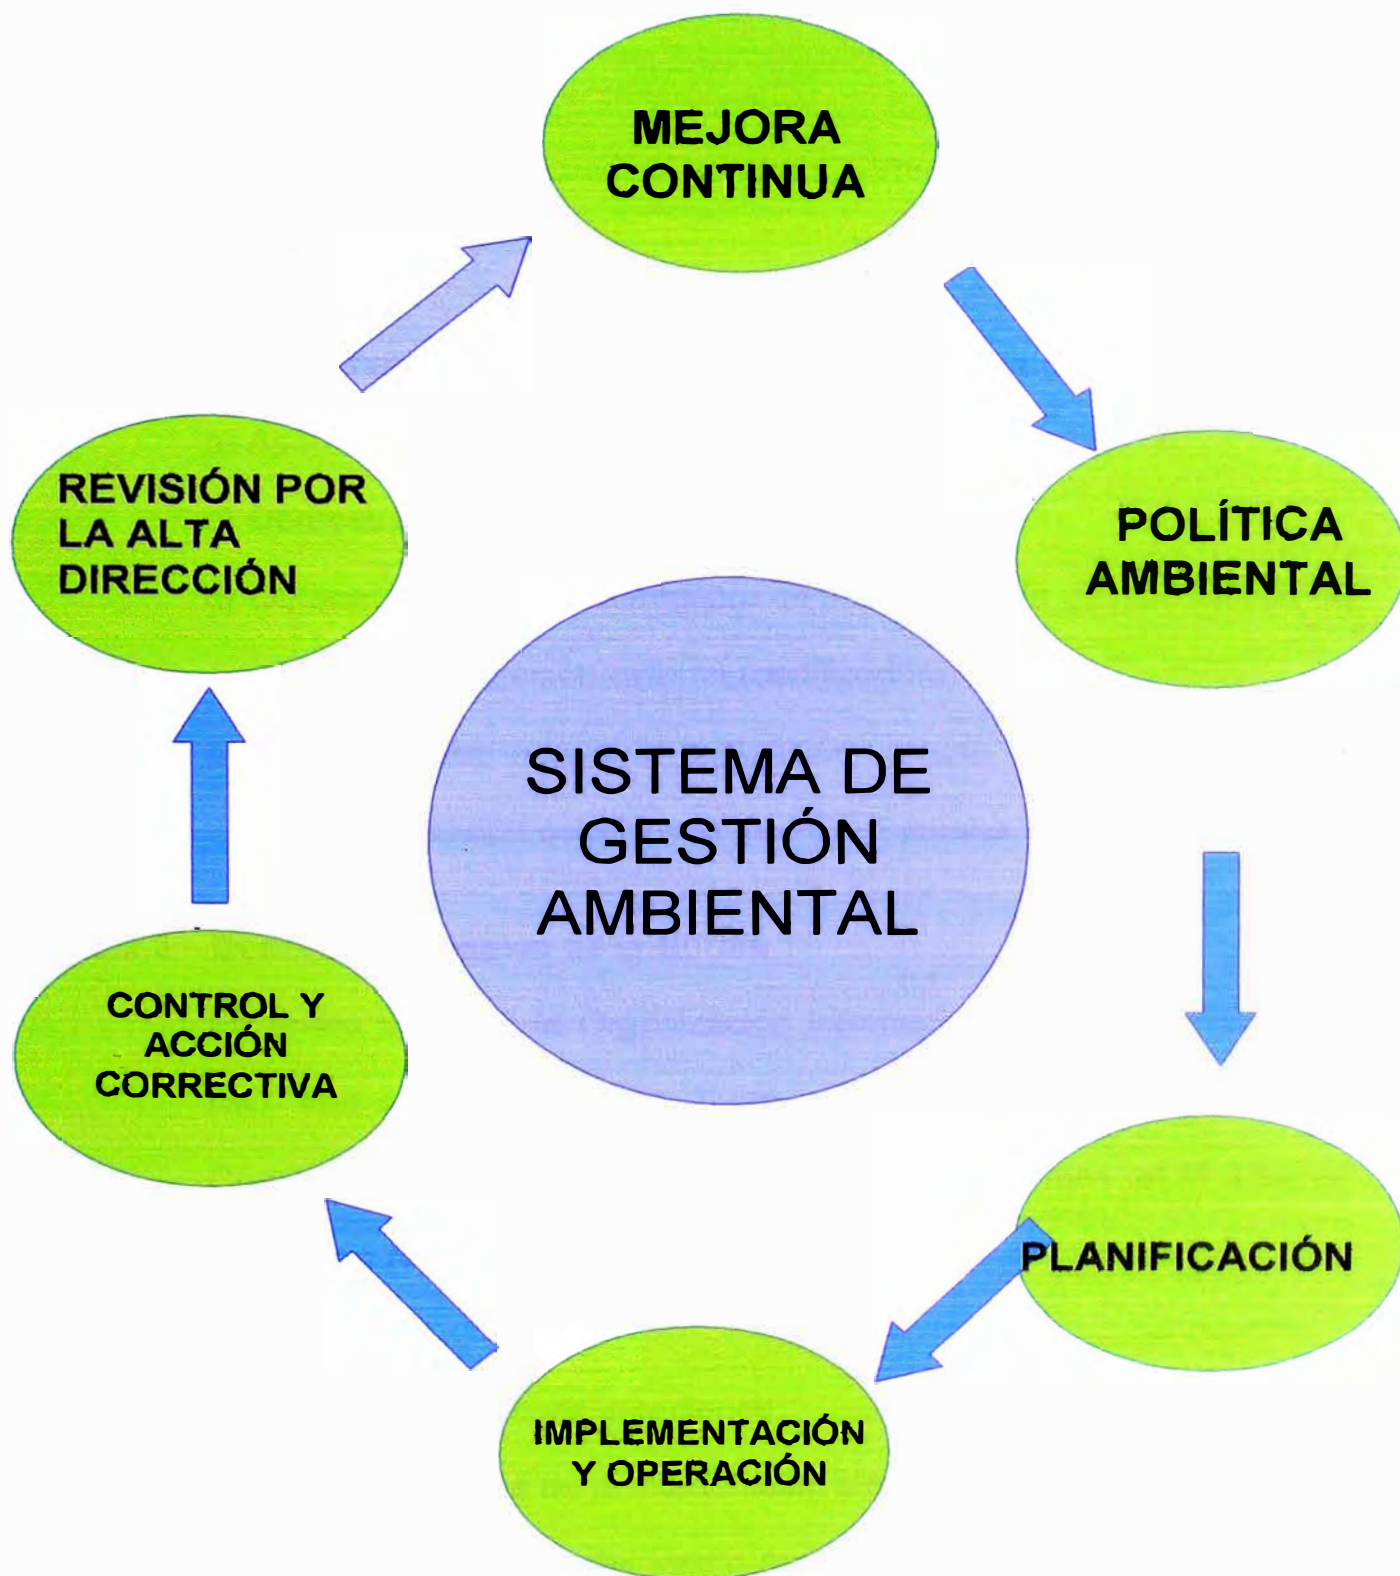 MEJORA
CONTINUA
POLÍTICA
AMBIENTAL
PLANIFICACIÓN
IMPLEMENTACIÓN
Y OPERACIÓN
CONTROL Y
ACCIÓN
CORRECTIVA
REVISIÓN POR
LA ALTA
DIRECCIÓN
SISTEMA DE
GESTIÓN
AMBIENTAL